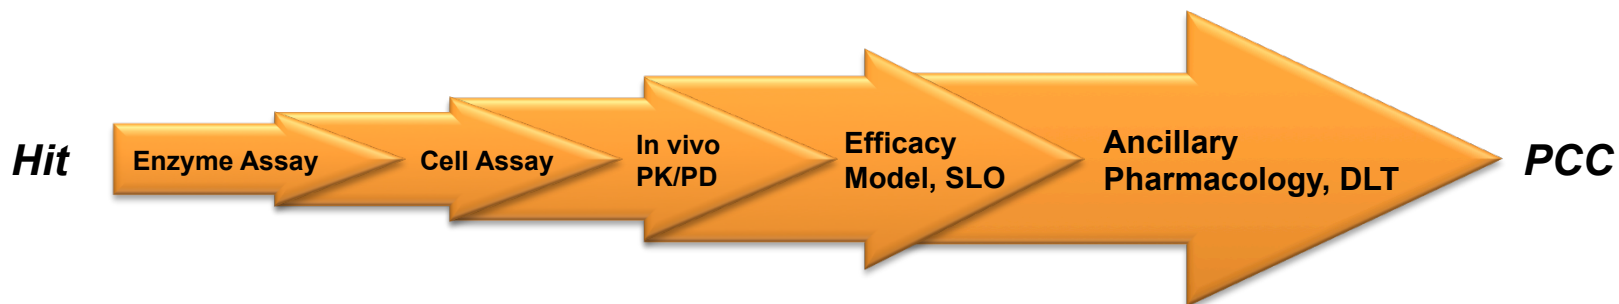 Hit
Enzyme Assay
Cell Assay
In vivo
PK/PD
Efficacy
Model, SLO
Ancillary
Pharmacology, DLT
PCC